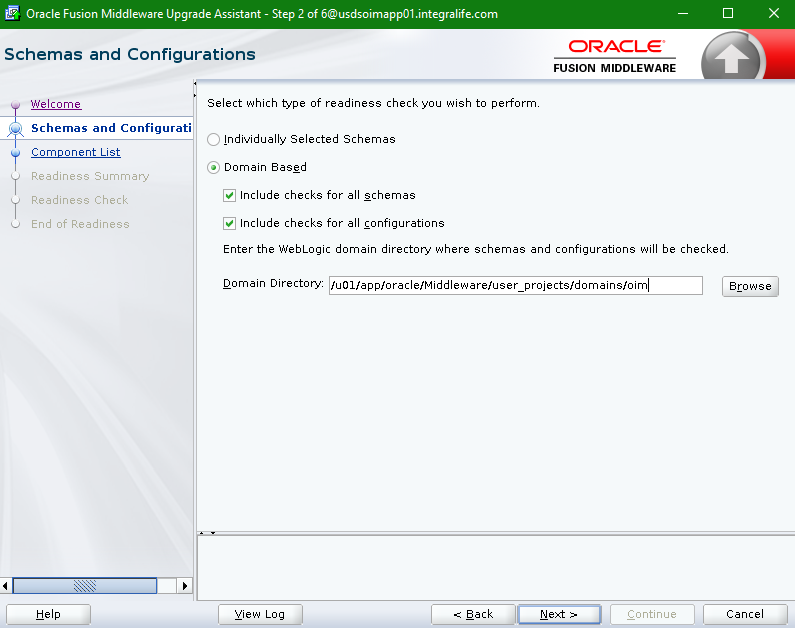 Oracle Fusion Middleware Upgrade Assistant - Step 2 of 6@usdsoimapp01.integralife.com
Schemas and Configurations
ORACLE
FUSION MIDDLEWARE
Welcome
Schemas and Configurati
Component List
Readiness Summary
Readiness Check
End of Readiness
Select which type of readiness check you wish to perform.
Individually Selected Schemas
Domain Based
Include checks for all schemas
Include checks for all configurations
Enter the WebLogic domain directory where schemas and configurations will be checked.
Domain Directory: /u01/app/oracle/Middleware/user_projects/domains/oim Browse
Help View Log < Back Next > Continue Cancel